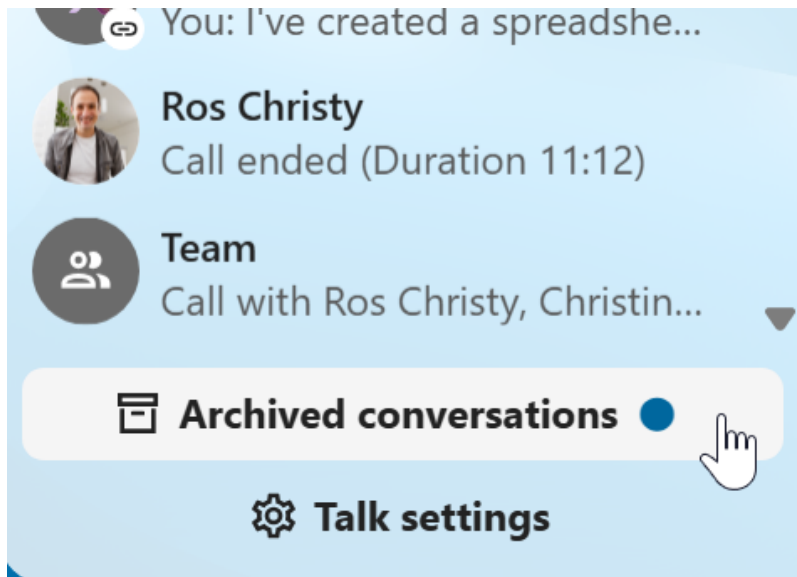 You: I've created a spreadshe...
Ros Christy
Call ended (Duration 11:12)
Team
Call with Ros Christy, Christin...
Archived conversations
Talk settings